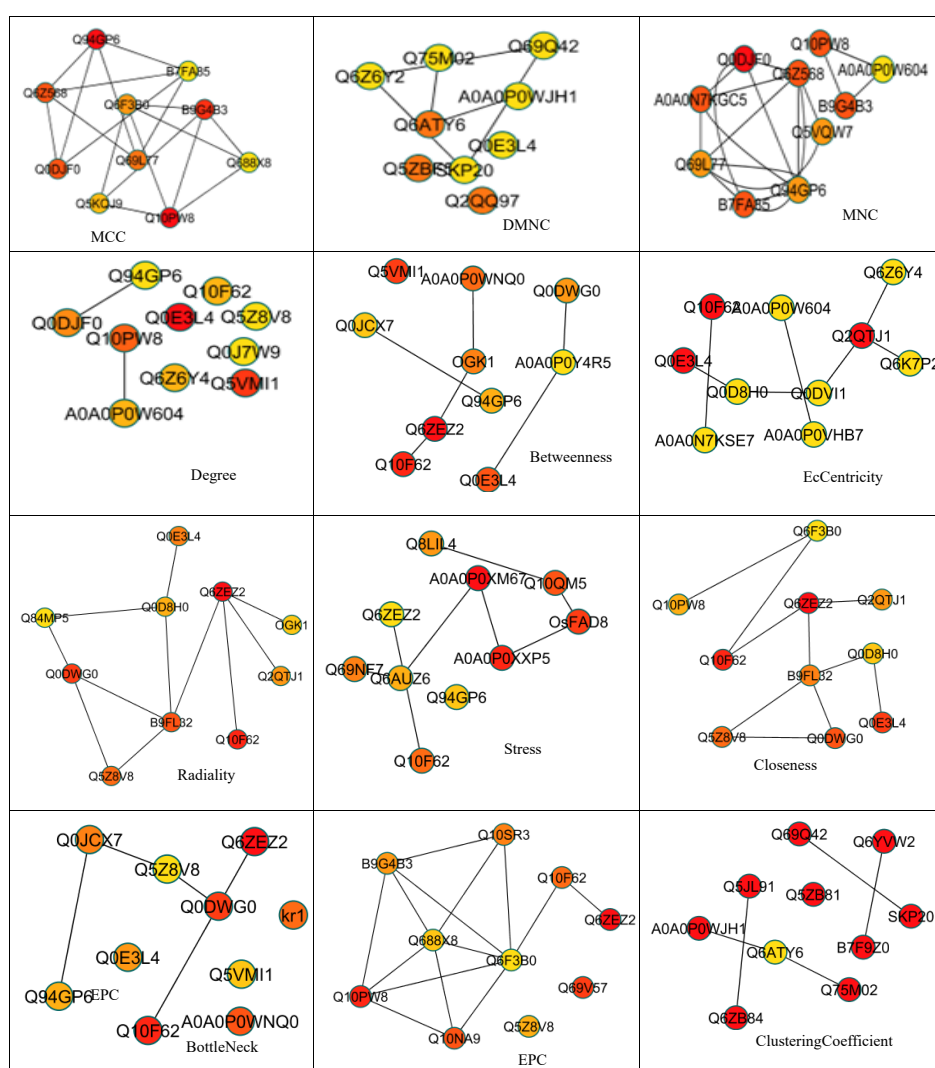 Q94GP6
B7FA85
Q6Z568
Q6F3B0
B9G4B3
Q0DJF0
Q69L77
Q688X8
Q5KQJ9
Q10PW8
MCC
Q69Q42
Q75M02
Q6Z6Y2
A0A0P0WJH1
Q6ATY6
Q0E3L4
SKP20
Q2QQ97
DMNC
Q10PW8
Q0DJF0
Q6Z568
A0A0P0W604
A0A0N7KGC5
B9G4B3
Q5VQW7
Q69L77
Q94GP6
B7FA85
MNC
Q94GP6
Q10F62
Q0DJF0
Q0E3L4
Q5Z8V8
Q10PW8
Q0J7W9
Q6Z6Y4
Q5VMI1
A0A0P0W604
Degree
Q5VMI1
A0A0P0WNQ0
Q0DWG0
Q0JCX7
OGK1
A0A0P0Y4R5
Q94GP6
Q6ZEZ2
Q10F62
Q0E3L4
Betweenness
Q6Z6Y4
Q10F62
A0A0P0W604
Q2QTJ1
Q0E3L4
Q6K7P2
Q0D8H0
Q0DVI1
A0A0N7KSE7
A0A0P0VHB7
EcCentricity
Q0E3L4
Q6ZEZ2
Q0D8H0
Q84MP5
OGK1
Q0DWG0
Q2QTJ1
B9FL32
Q10F62
Q5Z8V8
Radiality
Q8LIL4
A0A0P0XM67
Q10QM5
Q6ZEZ2
OsFAD8
A0A0P0XXP5
Q69NF7
Q6AUZ6
Q94GP6
Q10F62
Stress
Q6F3B0
Q10PW8
Q6ZEZ2
Q2QTJ1
Q10F62
Q0D8H0
B9FL32
Q0E3L4
Q5Z8V8
Q0DWG0
Closeness
Q0JCX7
Q6ZEZ2
Q5Z8V8
Q0DWG0
kr1
Q0E3L4
Q5VMI1
Q94GP6
EPC
Q10F62
A0A0P0WNQ0
BottleNeck
Q10SR3
B9G4B3
Q10F62
Q6ZEZ2
Q688X8
Q6F3B0
Q69V57
Q10PW8
Q5Z8V8
Q10NA9
EPC
Q69Q42
Q6YVW2
Q5JL91
Q5ZB81
SKP20
A0A0P0WJH1
B7F9Z0
Q6ATY6
Q75M02
Q6ZB84
ClusteringCoefficient